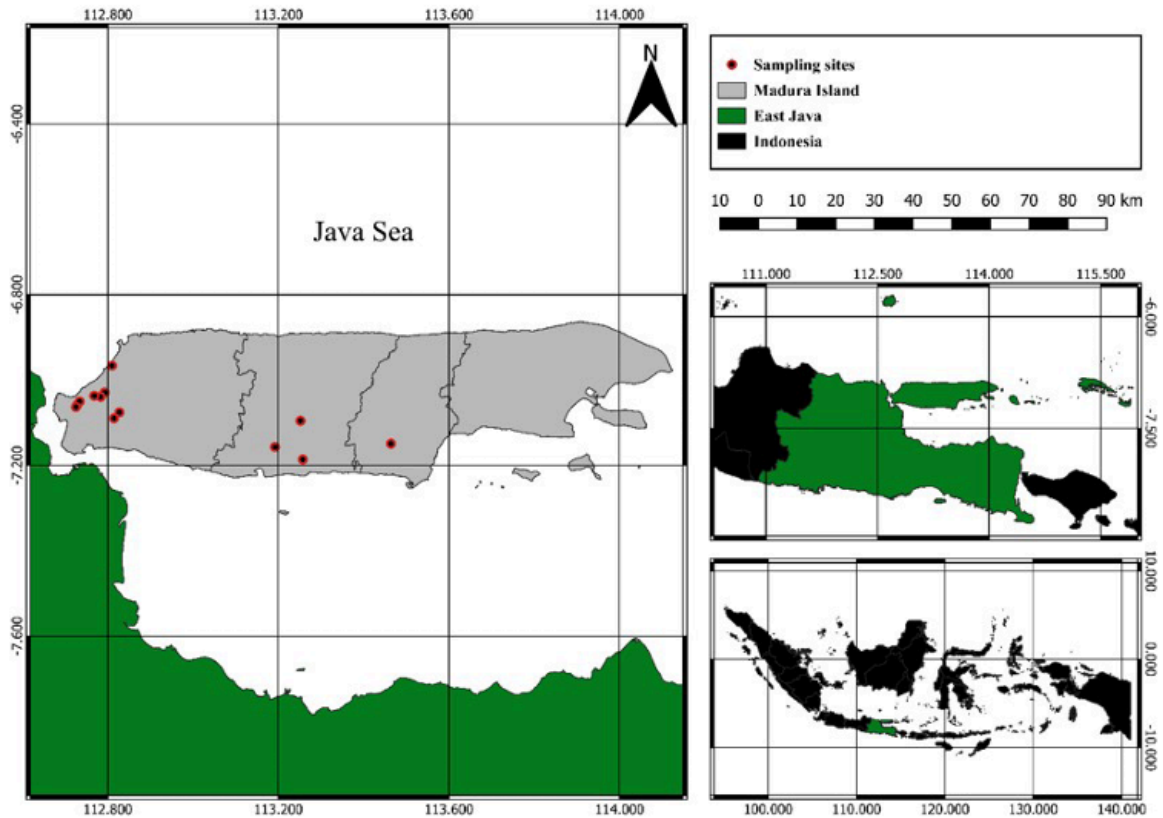 112.800 113.200 113.600 114.000
-6.400
-6.800
-7.200
-7.600
N
Java Sea
112.800 113.200 113.600 114.000
Sampling sites
Madura Island
East Java
Indonesia
10 0 10 20 30 40 50 60 70 80 90 km
111.000 112.500 114.000 115.500
-6.000
-7.500
10.000
0.000
-10.000
100.000 110.000 120.000 130.000 140.000